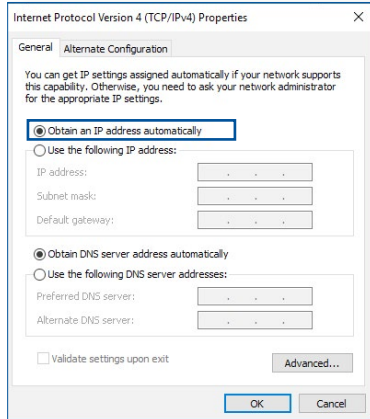 Internet Protocol Version 4 (TCP/IPv4) Properties
General
Alternate Configuration
You can get IP settings assigned automatically if your network supports
this capability. Otherwise, you need to ask your network administrator
for the appropriate IP settings.
Obtain an IP address automatically
Use the following IP address:
IP address:
Subnet mask:
Default gateway:
Obtain DNS server address automatically
Use the following DNS server addresses:
Preferred DNS server:
Alternate DNS server:
Validate settings upon exit
Advanced...
OK
Cancel